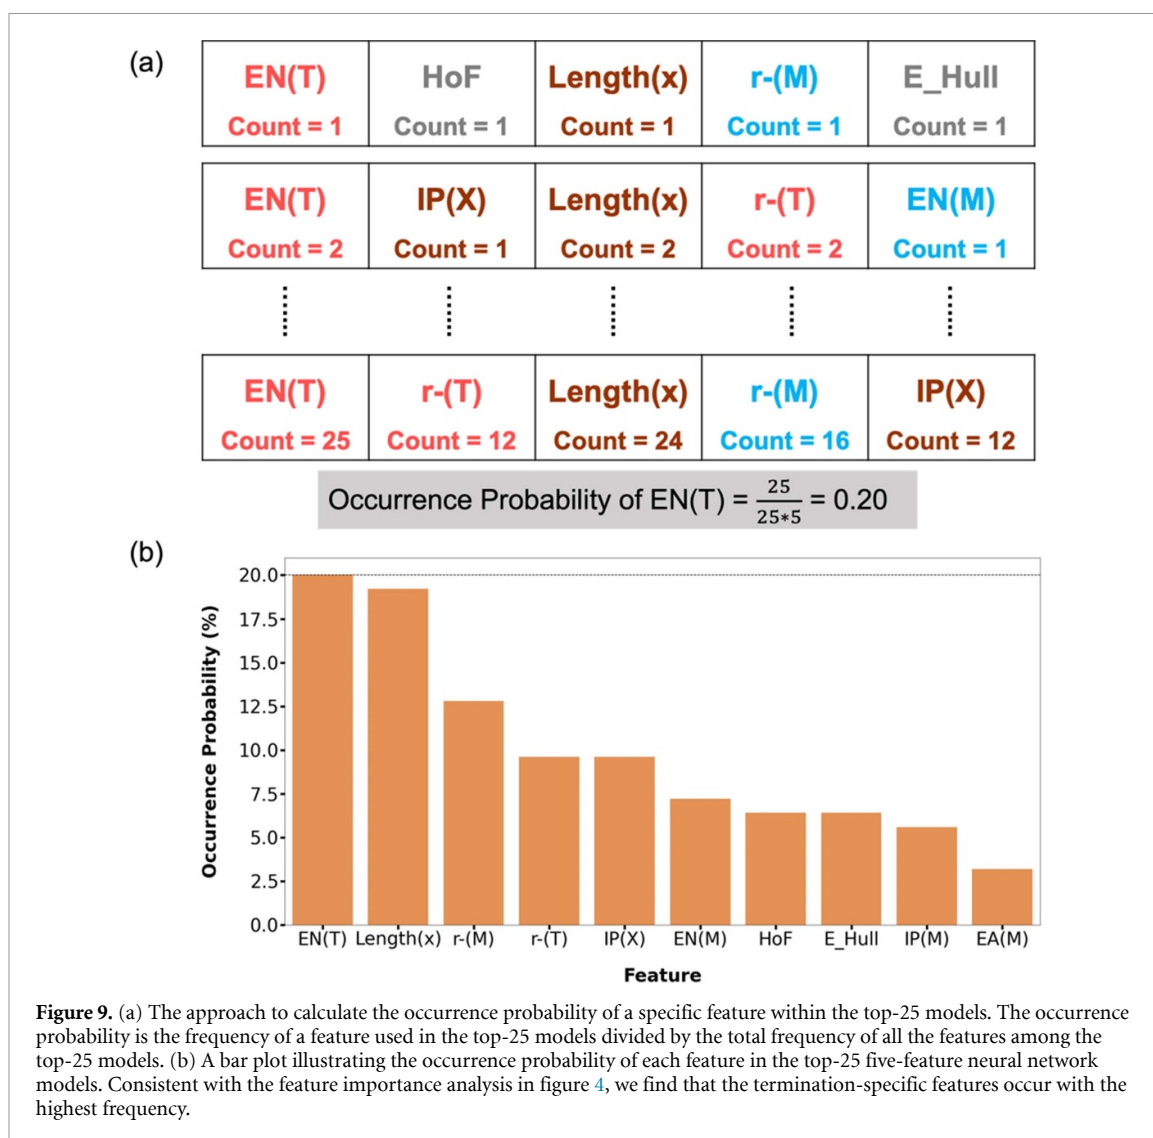 (a)
EN(T) HoF Length(x) r-(M) E_Hull
Count = 1 Count = 1 Count = 1 Count = 1 Count = 1
EN(T) IP(X) Length(x) r-(T) EN(M)
Count = 2 Count = 1 Count = 2 Count = 2 Count = 1
EN(T) r-(T) Length(x) r-(M) IP(X)
Count = 25 Count = 12 Count = 24 Count = 16 Count = 12
Occurrence Probability of EN(T) = 25/25*5 = 0.20
(b)
Occurrence Probability (%)
20.0
17.5
15.0
12.5
10.0
7.5
5.0
2.5
0.0
EN(T) Length(x) r-(M) r-(T) IP(X) EN(M) HoF E_Hull IP(M) EA(M)
Feature
Figure 9. (a) The approach to calculate the occurrence probability of a specific feature within the top-25 models. The occurrence
probability is the frequency of a feature used in the top-25 models divided by the total frequency of all the features among the
top-25 models. (b) A bar plot illustrating the occurrence probability of each feature in the top-25 five-feature neural network
models. Consistent with the feature importance analysis in figure 4, we find that the termination-specific features occur with the
highest frequency.